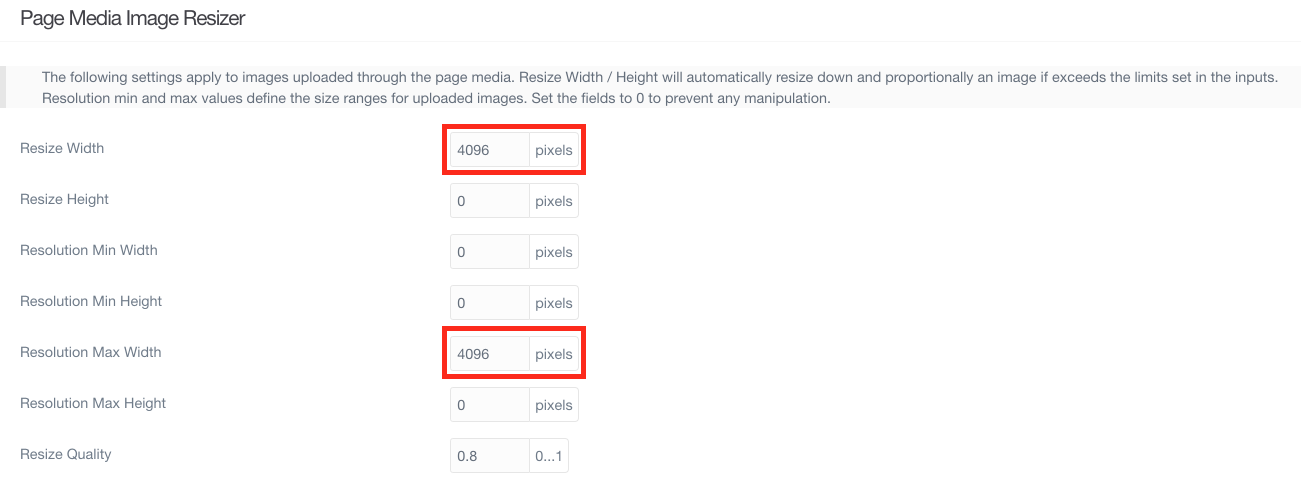 Page Media Image Resizer
The following settings apply to images uploaded through the page media. Resize Width / Height will automatically resize down and proportionally an image if exceeds the limits set in the inputs.
Resolution min and max values define the size ranges for uploaded images. Set the fields to 0 to prevent any manipulation.
Resize Width 4096 pixels
Resize Height 0 pixels
Resolution Min Width 0 pixels
Resolution Min Height 0 pixels
Resolution Max Width 4096 pixels
Resolution Max Height 0 pixels
Resize Quality 0.8 0...1